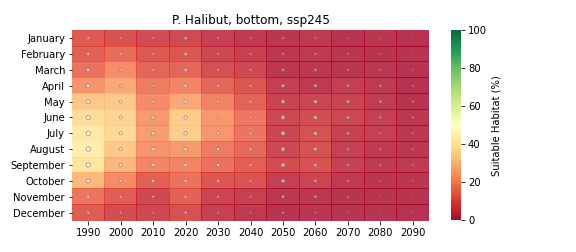 P. Halibut, bottom, ssp245
January
February
March
April
May
June
July
August
September
October
November
December
1990 2000 2010 2020 2030 2040 2050 2060 2070 2080 2090
100
80
60
40
20
0
Suitable Habitat (%)